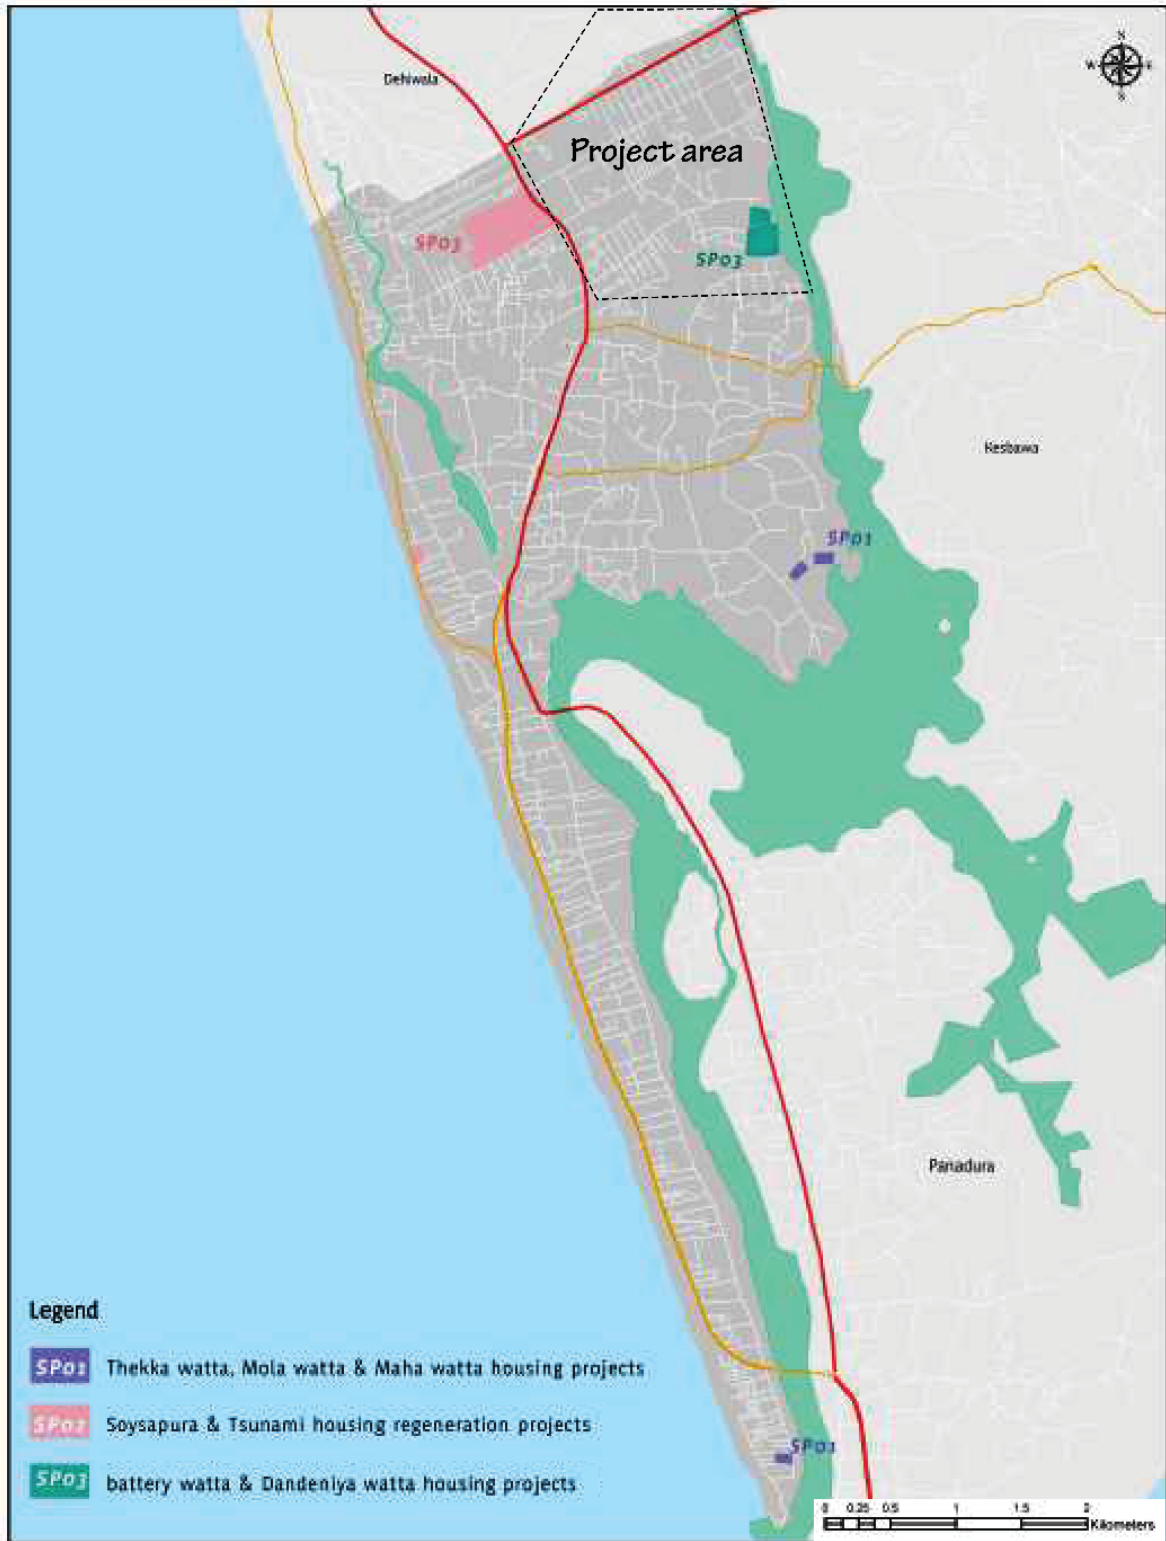 N
W E
S
Dehiwala
Project area
SP03
SP03
Kesbawa
SP01
Panadura
Legend
SP01 Thekka watta, Mola watta & Maha watta housing projects
SP02 Soysapura & Tsunami housing regeneration projects
SP03 battery watta & Dandeniya watta housing projects
SP01
0 0.25 0.5 1 1.5 2
Kilometers